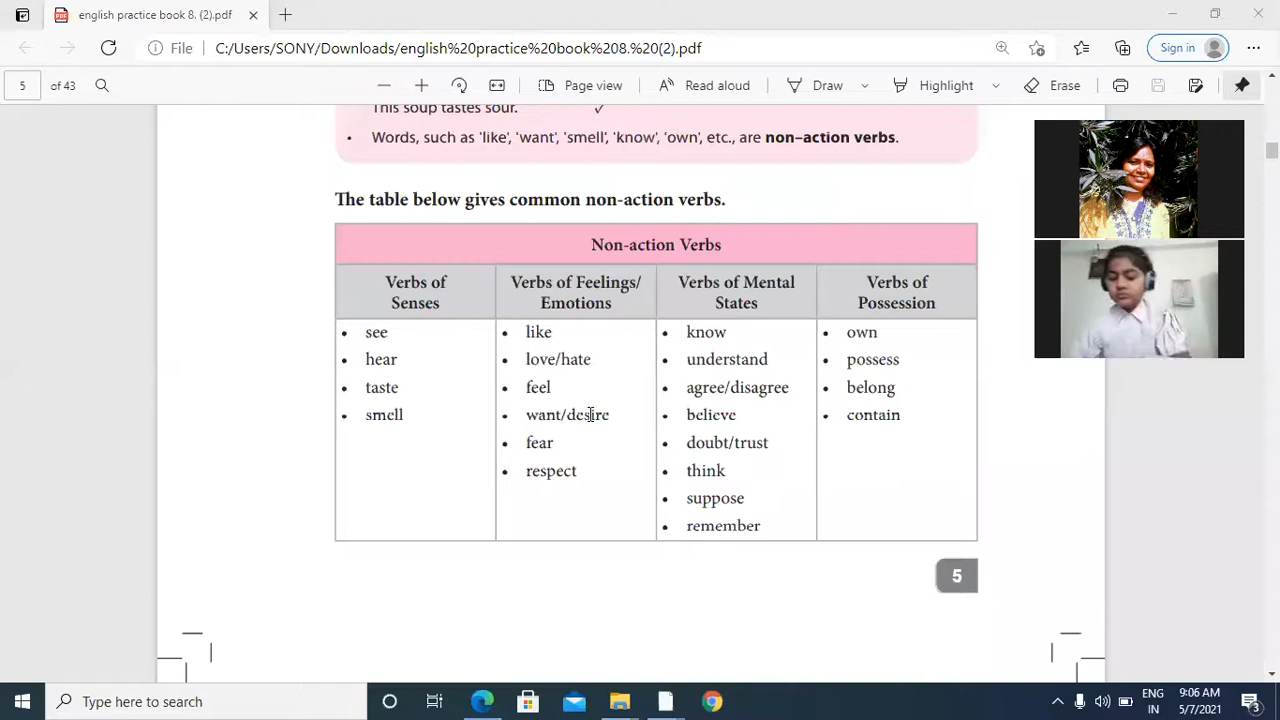 english practice book 8. (2).pdf
File
C:/Users/SONY/Downloads/english%20practice%20book%208.%20(2).pdf
Sign in
5 of 43
Page view
Read aloud
Draw
Highlight
Erase
This soup tastes sour. ✓
• Words, such as 'like', 'want', 'smell', 'know', 'own', etc., are non–action verbs.
The table below gives common non-action verbs.
Non-action Verbs
Verbs of Senses
• see
• hear
• taste
• smell
Verbs of Feelings/
Emotions
• like
• love/hate
• feel
• want/desire
• fear
• respect
Verbs of Mental
States
• know
• understand
• agree/disagree
• believe
• doubt/trust
• think
• suppose
• remember
Verbs of
Possession
• own
• possess
• belong
• contain
5
Type here to search
ENG
IN
9:06 AM
5/7/2021
3